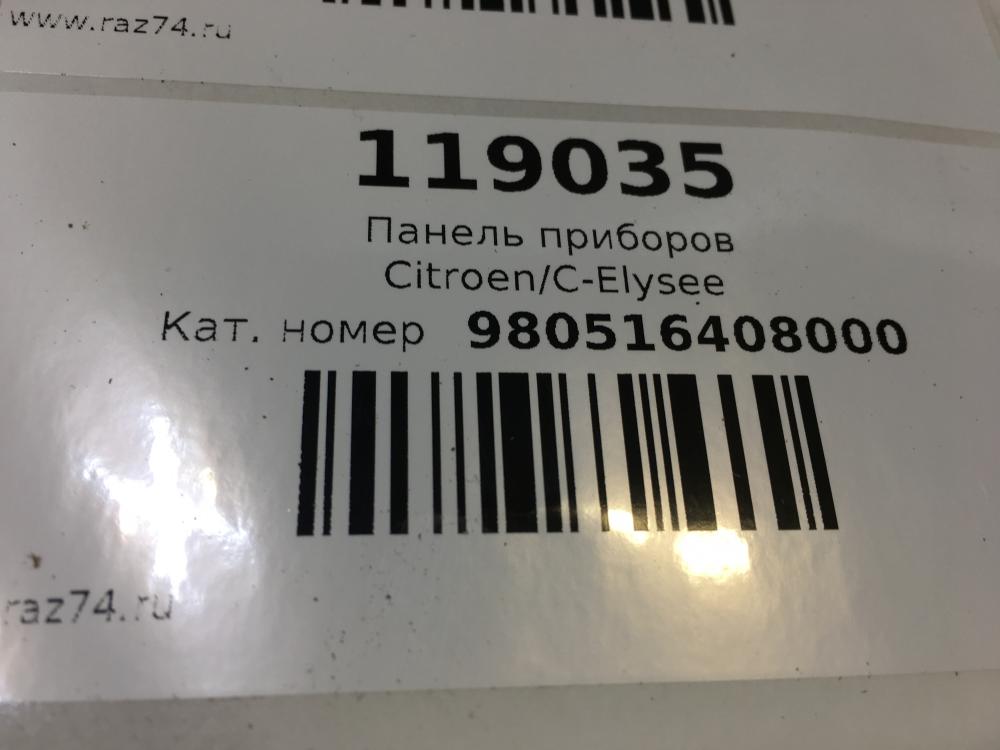 www.raz74.ru
119035
Панель приборов
Citroen/C-Elysee
Кат. номер 980516408000
raz74.ru